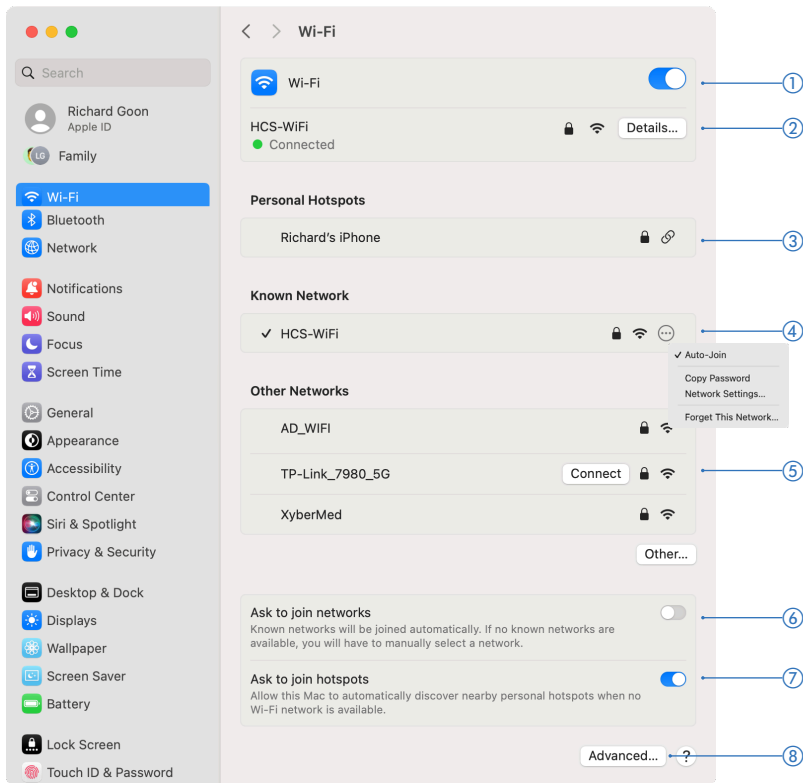 Search
Richard Goon
Apple ID
LG Family
Wi-Fi
Bluetooth
Network
Notifications
Sound
Focus
Screen Time
General
Appearance
Accessibility
Control Center
Siri & Spotlight
Privacy & Security
Desktop & Dock
Displays
Wallpaper
Screen Saver
Battery
Lock Screen
Touch ID & Password
Wi-Fi
Wi-Fi
1
HCS-WiFi
Details...
2
Connected
Personal Hotspots
Richard's iPhone
3
Known Network
HCS-WiFi
4
Auto-Join
Copy Password
Network Settings...
Forget This Network...
Other Networks
AD_WIFI
TP-Link_7980_5G
Connect
5
XyberMed
Other...
Ask to join networks
6
Known networks will be joined automatically. If no known networks are
available, you will have to manually select a network.
Ask to join hotspots
7
Allow this Mac to automatically discover nearby personal hotspots when no
Wi-Fi network is available.
Advanced...
?
8